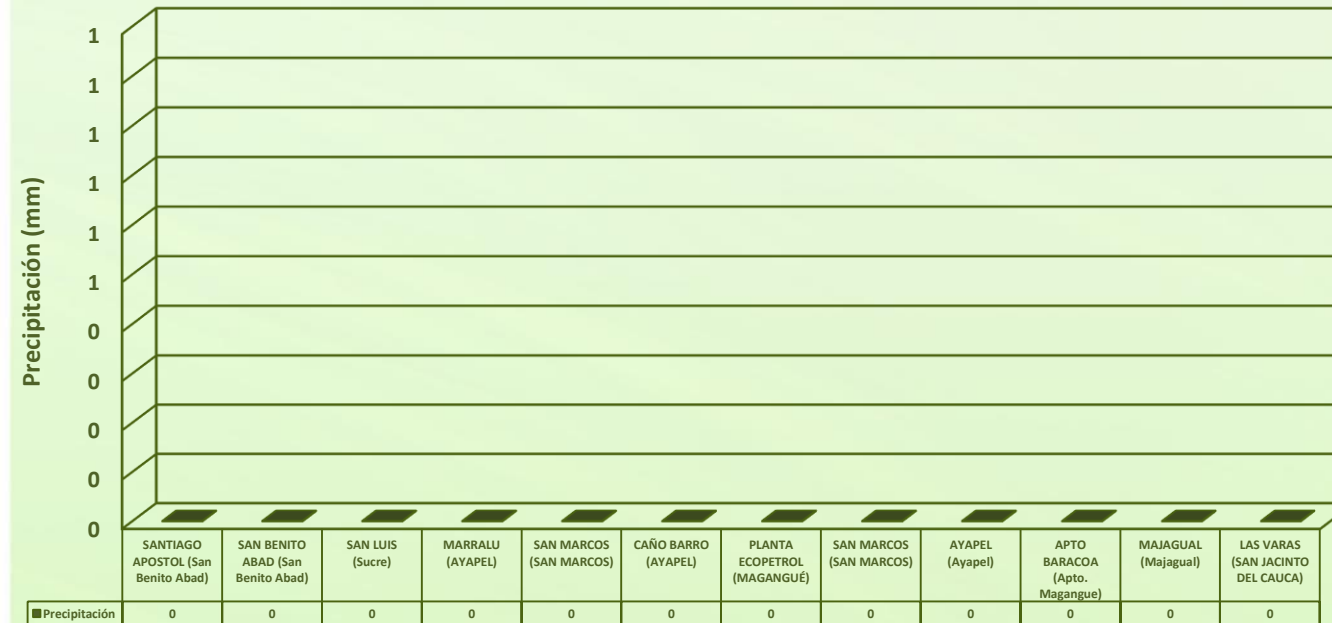 Precipitación (mm)
1
1
1
1
1
1
0
0
0
0
0
SANTIAGO
APOSTOL (San
Benito Abad)
SAN BENITO
ABAD (San
Benito Abad)
SAN LUIS
(Sucre)
MARRALU
(AYAPEL)
SAN MARCOS
(SAN MARCOS)
CAÑO BARRO
(AYAPEL)
PLANTA
ECOPETROL
(MAGANGUÉ)
SAN MARCOS
(SAN MARCOS)
AYAPEL
(Ayapel)
APTO
BARACOA
(Apto.
Magangue)
MAJAGUAL
(Majagual)
LAS VARAS
(SAN JACINTO
DEL CAUCA)
Precipitación 0 0 0 0 0 0 0 0 0 0 0 0